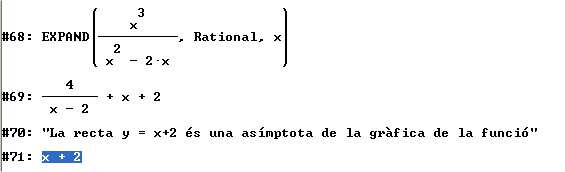 #68: EXPAND(x^3/(x^2 - 2·x), Rational, x)
#69: 4/(x - 2) + x + 2
#70: "La recta y = x+2 és una asímptota de la gràfica de la funció"
#71: x + 2